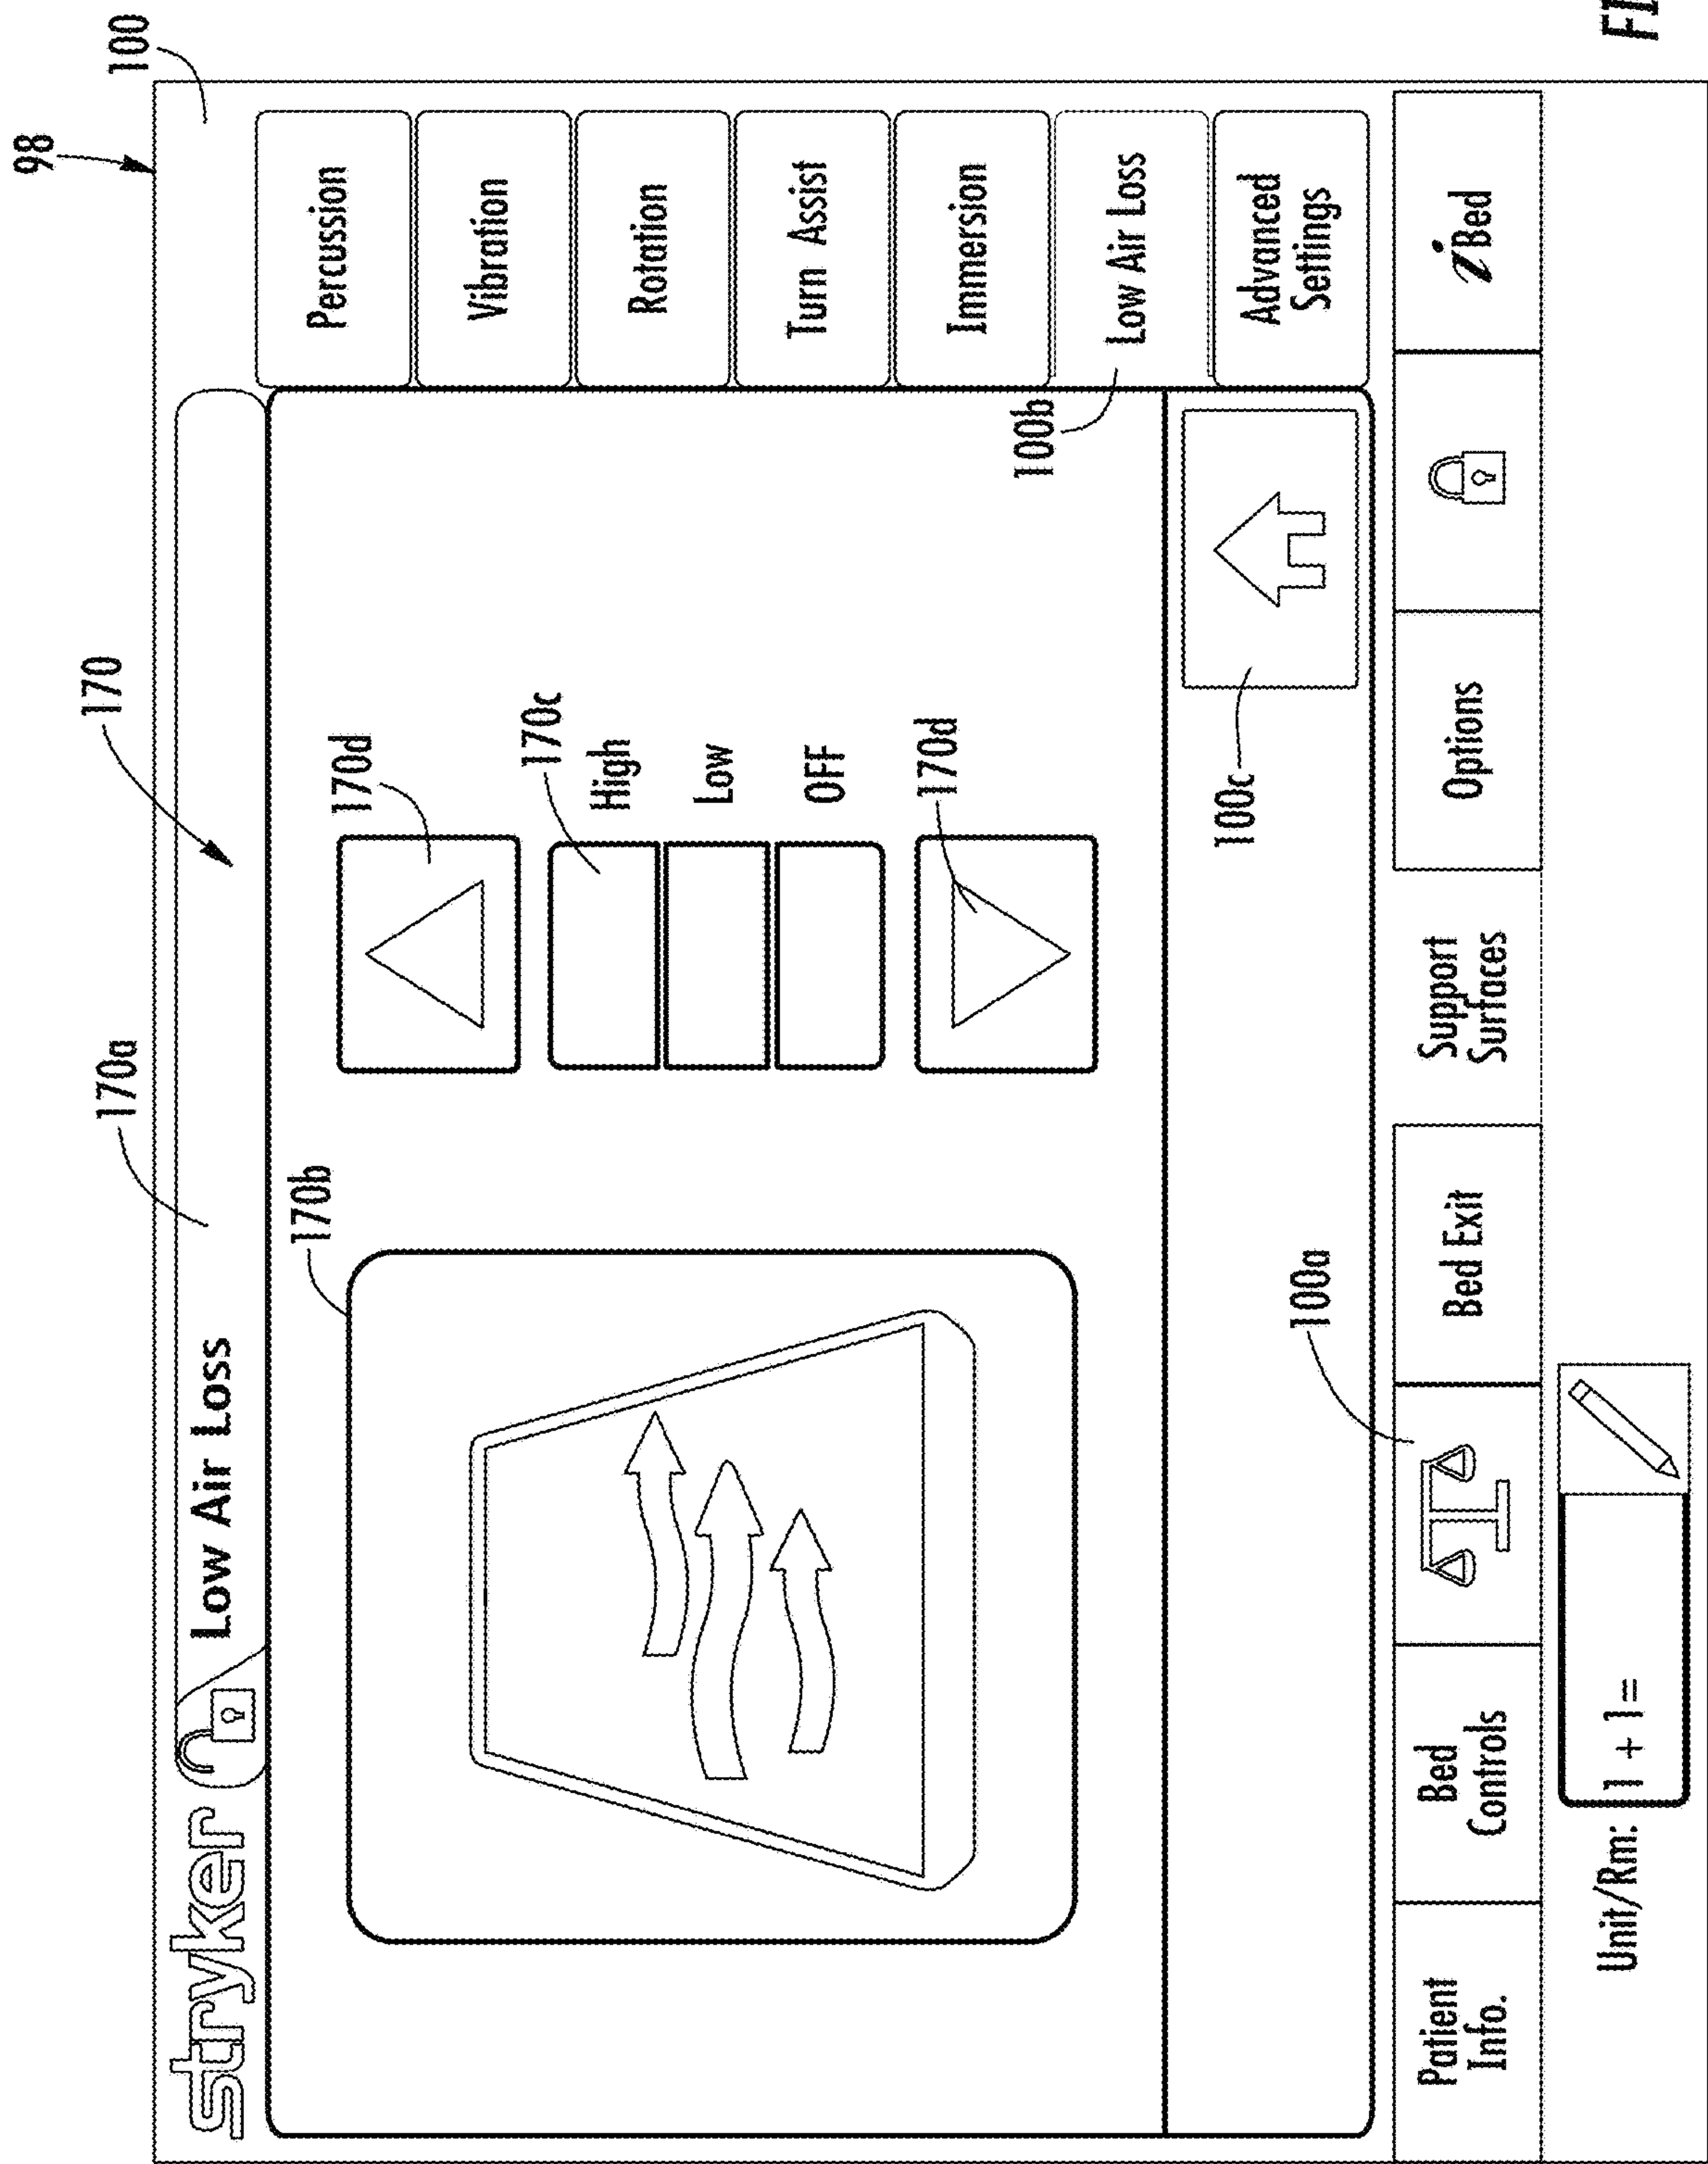 98
100
170
170a
stryker
Low Air Loss
170b
170d
170c
High
Low
OFF
170d
Percussion
Vibration
Rotation
Turn Assist
Immersion
Low Air Loss
100b
Advanced
Settings
100c
100a
Patient
Info.
Bed
Controls
Bed Exit
Support
Surfaces
Options
iBed
Unit/Rm: 1 + 1 =